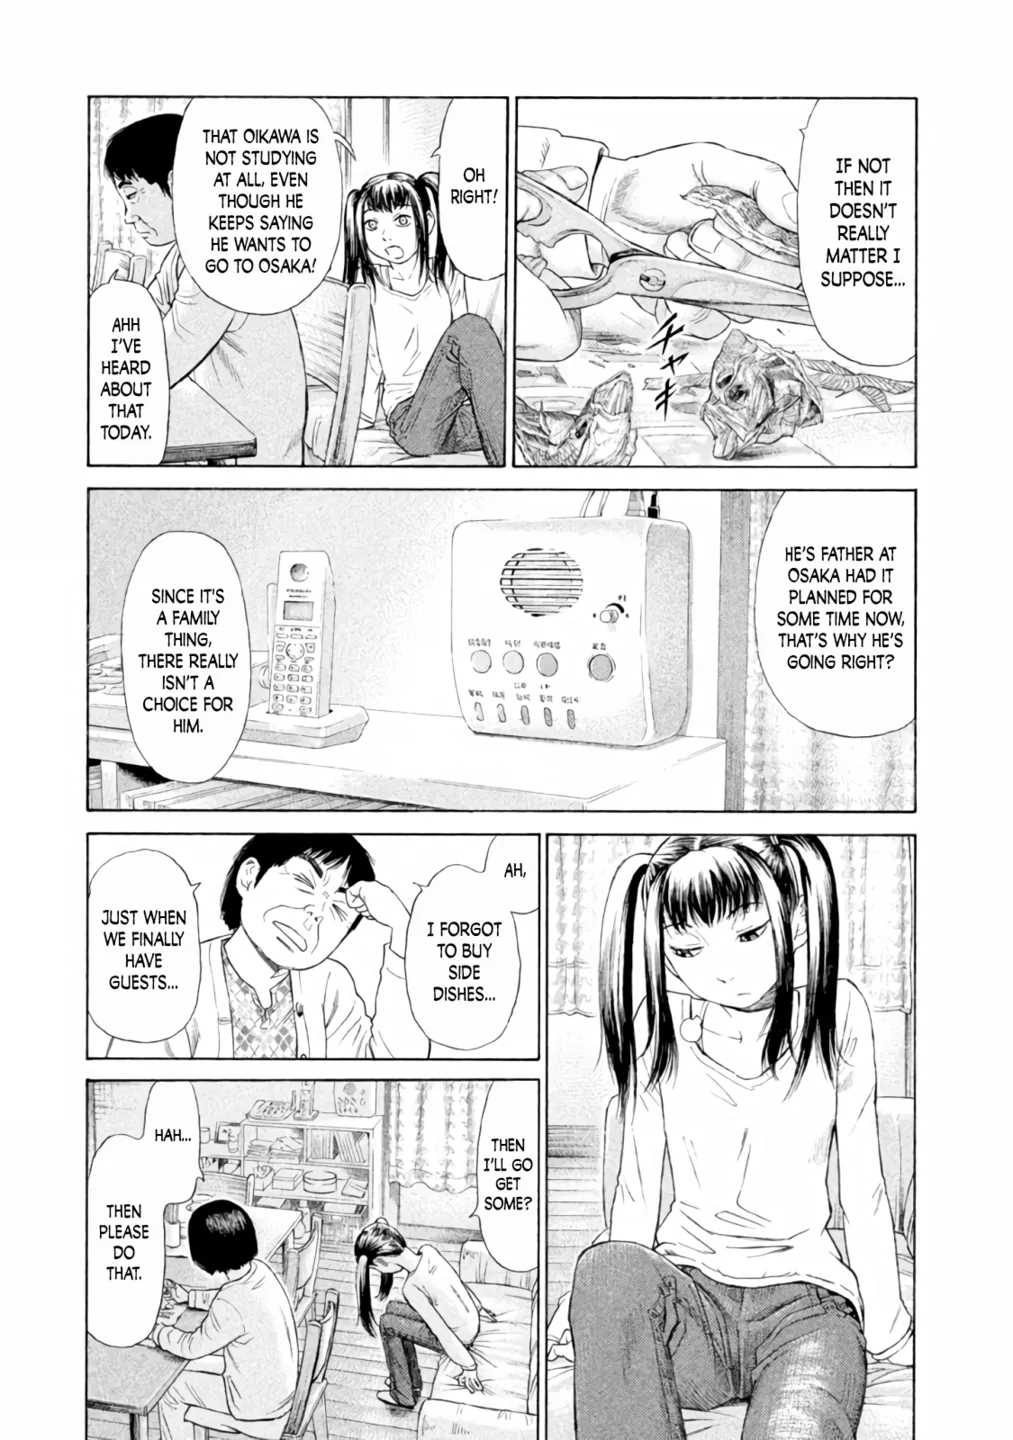 IF NOT
THEN IT
DOESN'T
REALLY
MATTER I
SUPPOSE...
OH
RIGHT!
THAT OIKAWA IS
NOT STUDYING
AT ALL, EVEN
THOUGH HE
KEEPS SAYING
HE WANTS TO
GO TO OSAKA!
AHH
I'VE
HEARD
ABOUT
THAT
TODAY.
HE'S FATHER AT
OSAKA HAD IT
PLANNED FOR
SOME TIME NOW,
THAT'S WHY HE'S
GOING RIGHT?
SINCE IT'S
A FAMILY
THING,
THERE REALLY
ISN'T A
CHOICE FOR
HIM.
AH,
I FORGOT
TO BUY
SIDE
DISHES...
JUST WHEN
WE FINALLY
HAVE
GUESTS...
THEN
I'LL GO
GET
SOME?
HAH...
THEN
PLEASE
DO
THAT.